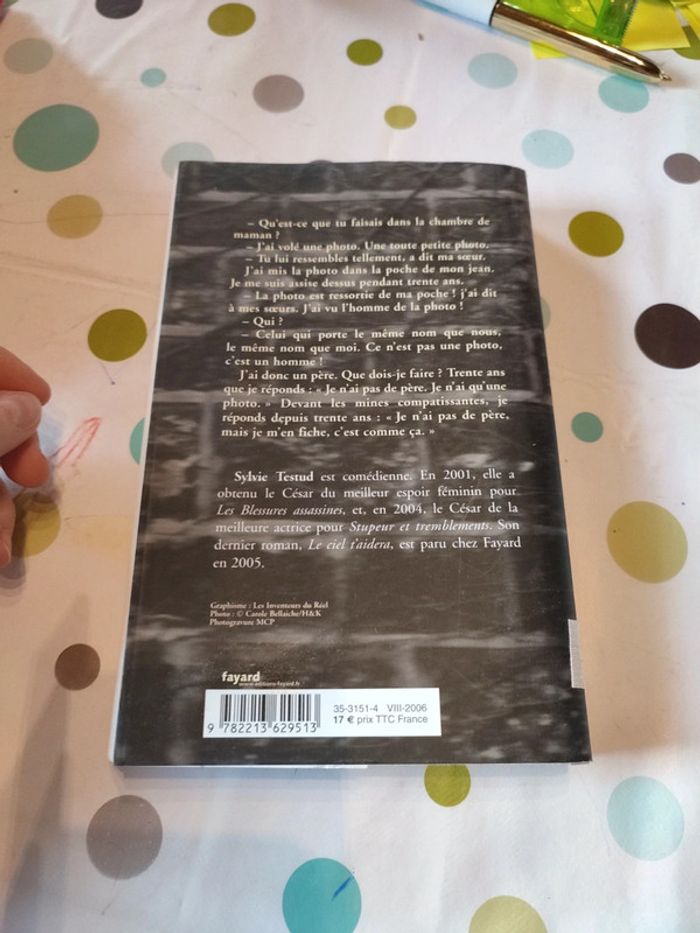 – Qu'est-ce que tu faisais dans la chambre de
maman ?
– J'ai volé une photo. Une toute petite photo.
– Tu lui ressembles tellement, a dit ma sœur.
J'ai mis la photo dans la poche de mon jean.
Je me suis assise dessus pendant trente ans.
– La photo est ressortie de ma poche ! j'ai dit
à mes sœurs. J'ai vu l'homme de la photo !
– Qui ?
– Celui qui porte le même nom que nous,
le même nom que moi. Ce n'est pas une photo,
c'est un homme !
J'ai donc un père. Que dois-je faire ? Trente ans
que je réponds : « Je n'ai pas de père. Je n'ai qu'une
photo. » Devant les mines compatissantes, je
réponds depuis trente ans : « Je n'ai pas de père,
mais je m'en fiche, c'est comme ça. »
Sylvie Testud est comédienne. En 2001, elle a
obtenu le César du meilleur espoir féminin pour
Les Blessures assassines, et, en 2004, le César de la
meilleure actrice pour Stupeur et tremblements. Son
dernier roman, Le ciel t'aidera, est paru chez Fayard
en 2005.
Graphisme : Les Inventeurs du Réel
Photo : © Carole Bellaiche/H&K
Photogravure MCP
fayard
www.editions-fayard.fr
35-3151-4 VIII-2006
17 € prix TTC France
9 782213 629513